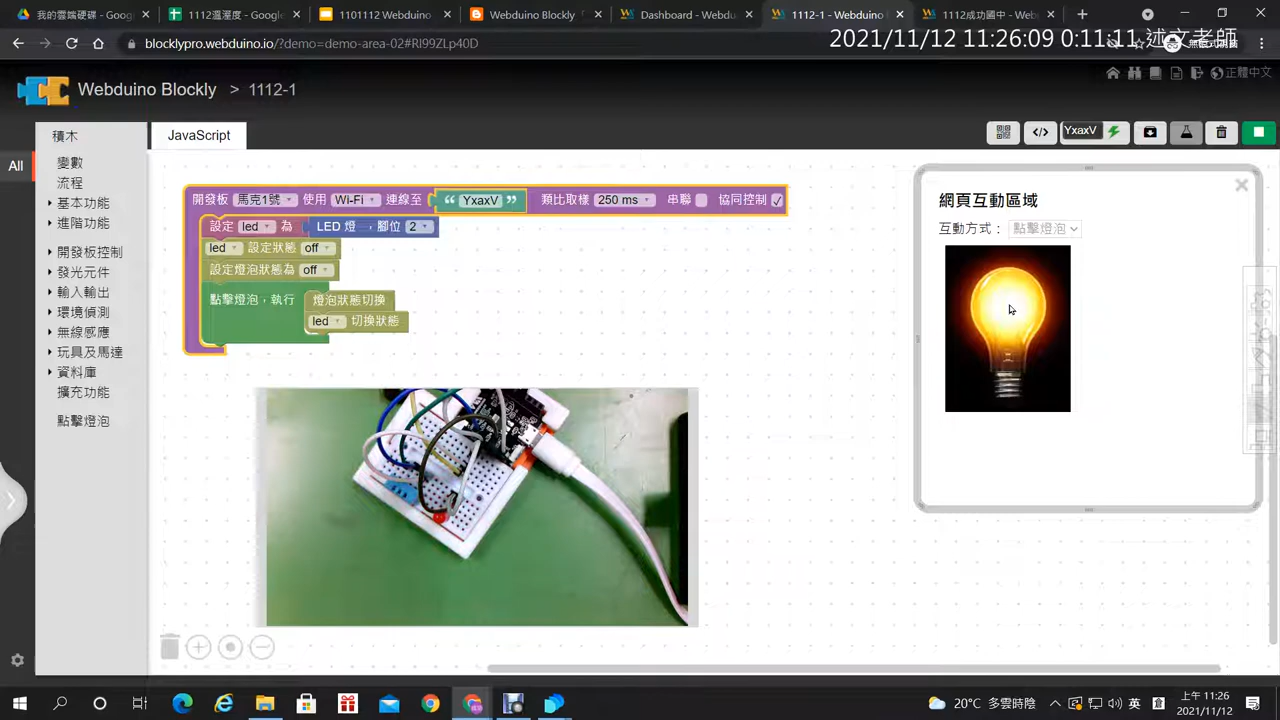 我的雲端硬碟 - Goog
1112溫溼度 - Google
1101112 Webduino
Webduino Blockly
Dashboard - Webdu
1112-1 - Webduino
1112成功國中 - Web
blocklypro.webduino.io/?demo=demo-area-02#Rl99ZLp40D
2021/11/12 11:26:09 0:11:11 述文老師
Webduino Blockly > 1112-1
正體中文
積木
JavaScript
YxaxV
All
變數
流程
基本功能
進階功能
開發板控制
發光元件
輸入輸出
環境偵測
無線感應
玩具及馬達
資料庫
擴充功能
點擊燈泡
開發板 馬克1號 使用 Wi-Fi 連線至 “ YxaxV ” 類比取樣 250 ms 串聯 協同控制
設定 led 為 LED 燈 ,腳位 2
led 設定狀態 off
設定燈泡狀態為 off
點擊燈泡,執行 燈泡狀態切換
led 切換狀態
網頁互動區域
互動方式: 點擊燈泡
20°C 多雲時陰
英
上午 11:26
2021/11/12